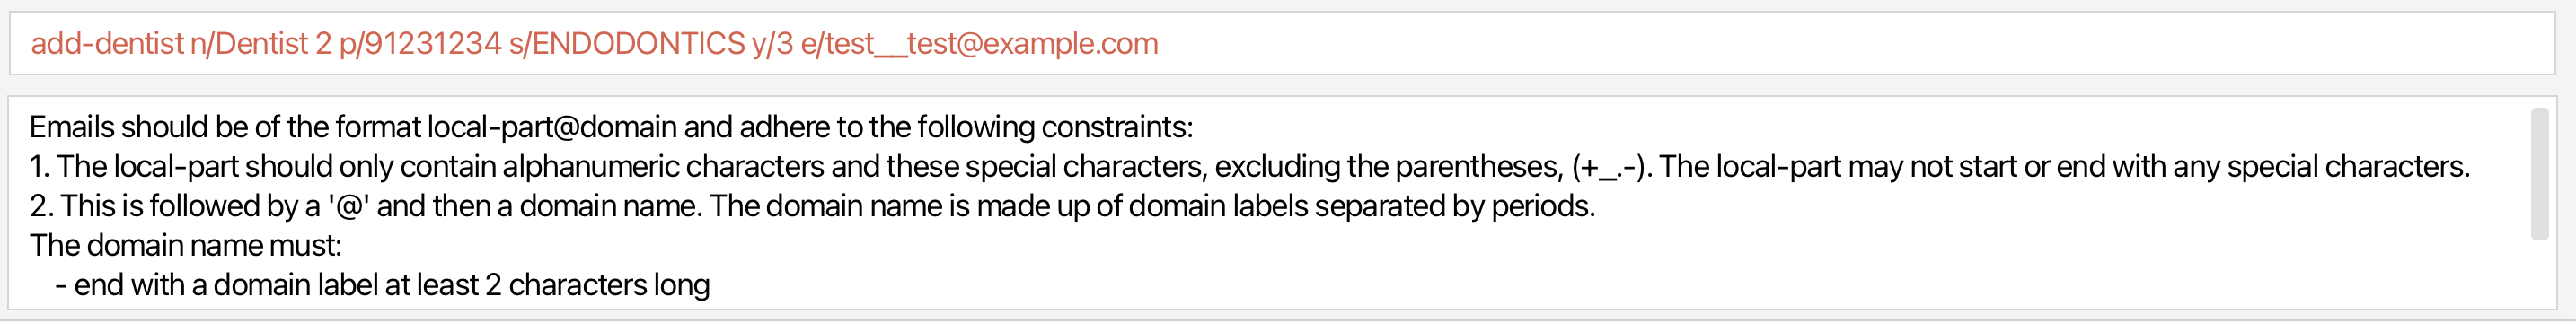 add-dentist n/Dentist 2 p/91231234 s/ENDODONTICS y/3 e/test__test@example.com
Emails should be of the format local-part@domain and adhere to the following constraints:
1. The local-part should only contain alphanumeric characters and these special characters, excluding the parentheses, (+_.-). The local-part may not start or end with any special characters.
2. This is followed by a '@' and then a domain name. The domain name is made up of domain labels separated by periods.
The domain name must:
- end with a domain label at least 2 characters long